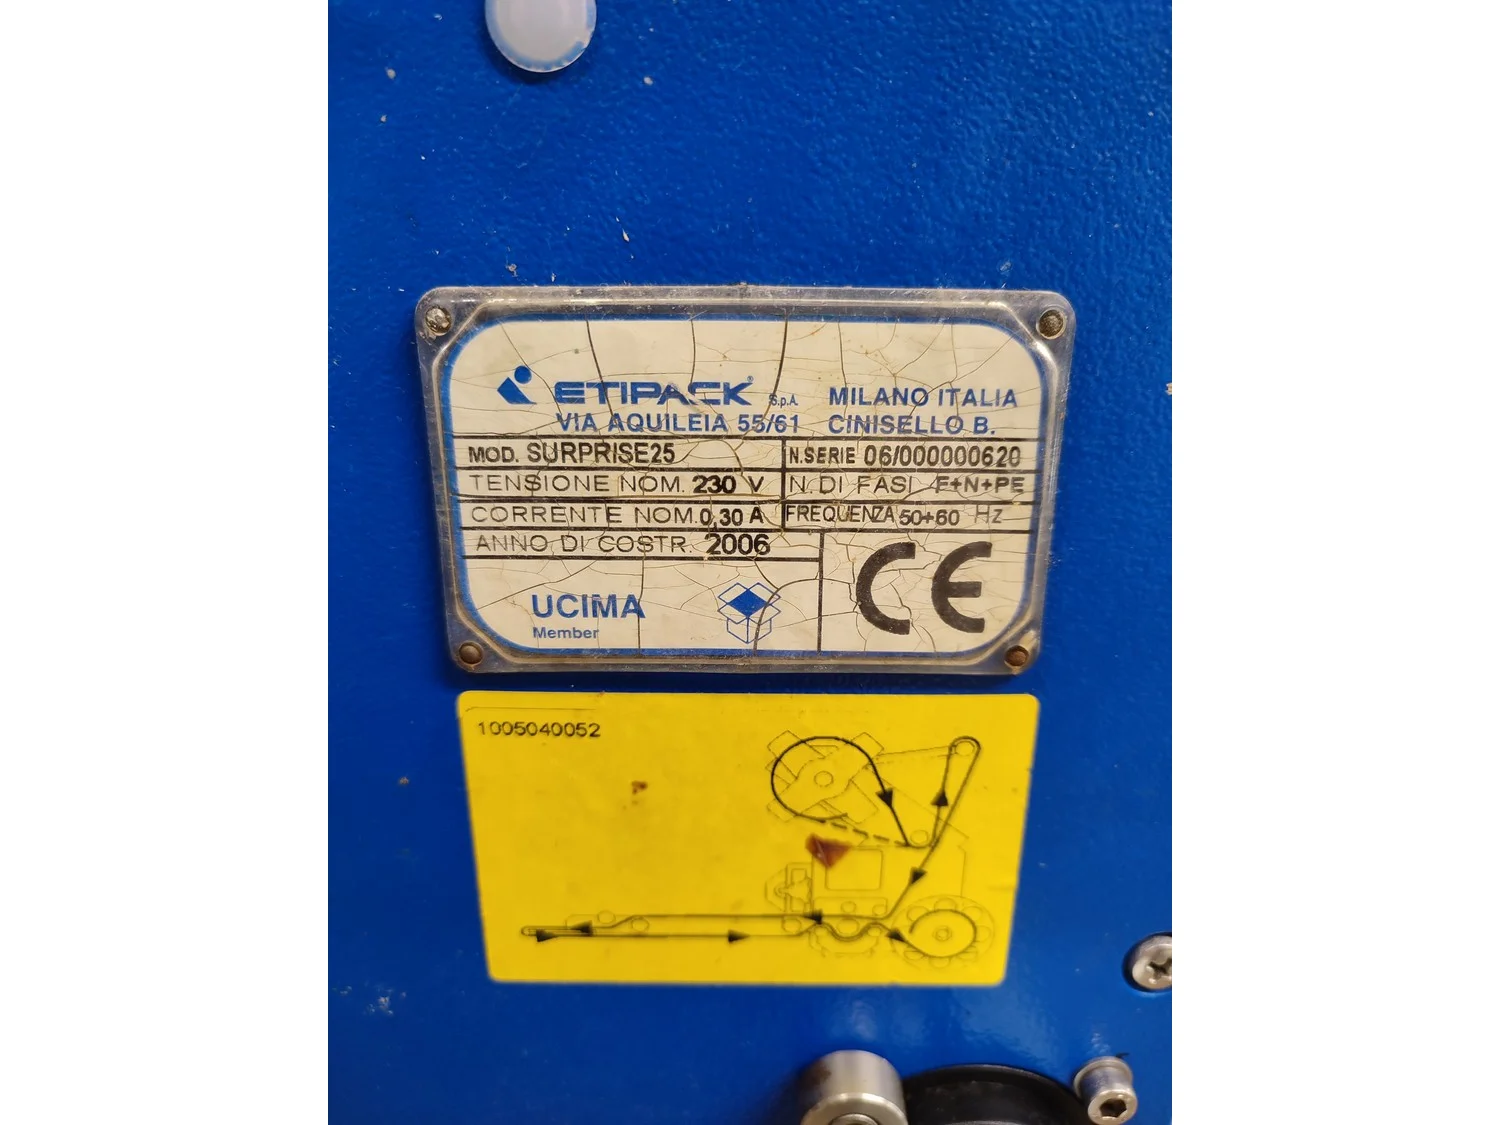 ETIPACK® S.p.A. MILANO ITALIA
VIA AQUILEIA 55/61 CINISELLO B.
MOD. SURPRISE25 N.SERIE 06/000000620
TENSIONE NOM. 230 V N. DI FASI F+N+PE
CORRENTE NOM. 0,30 A FREQUENZA 50+60 Hz
ANNO DI COSTR. 2006
CE
UCIMA
Member
1005040052